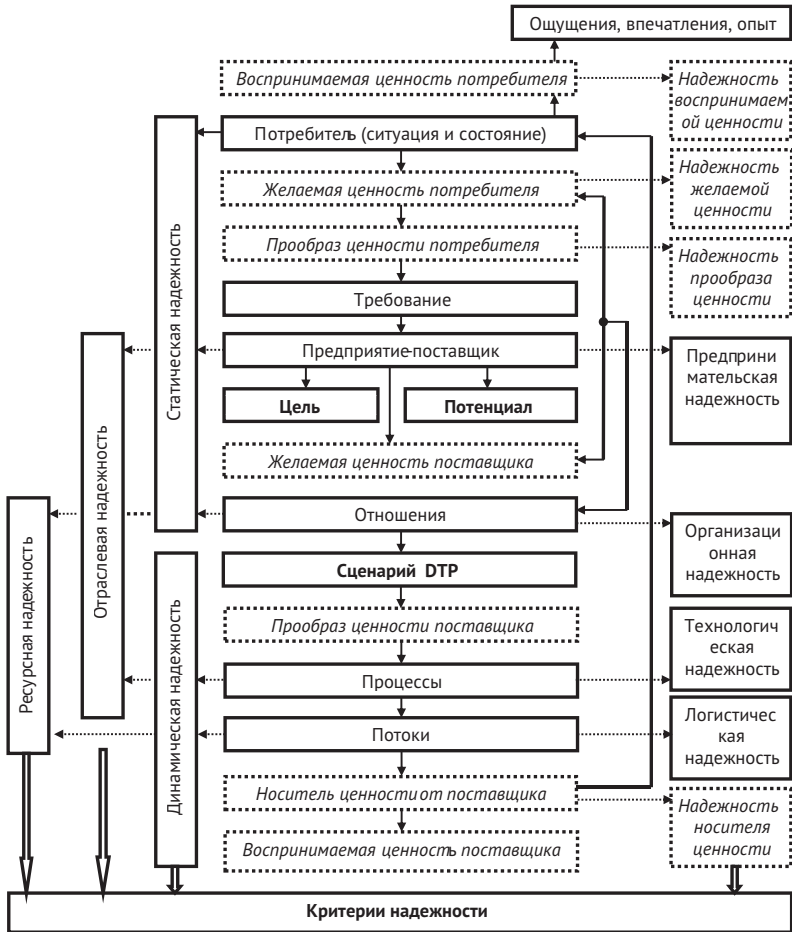 Ощущения, впечатления, опыт
Воспринимаемая ценность потребителя
Надежность
воспринимаем
ой ценности
Потребитель (ситуация и состояние)
Желаемая ценность потребителя
Надежность
желаемой
ценности
Прообраз ценности потребителя
Надежность
прообраза
ценности
Требование
Предприятие-поставщик
Предприни
мательская
надежность
Цель
Потенциал
Желаемая ценность поставщика
Отношения
Организаци
онная
надежность
Сценарий DTP
Прообраз ценности поставщика
Технологич
еская
надежность
Процессы
Логистичес
кая
надежность
Потоки
Носитель ценности от поставщика
Надежность
носителя
ценности
Воспринимаемая ценность поставщика
Статическая надежность
Отраслевая надежность
Ресурсная надежность
Динамическая надежность
Критерии надежности